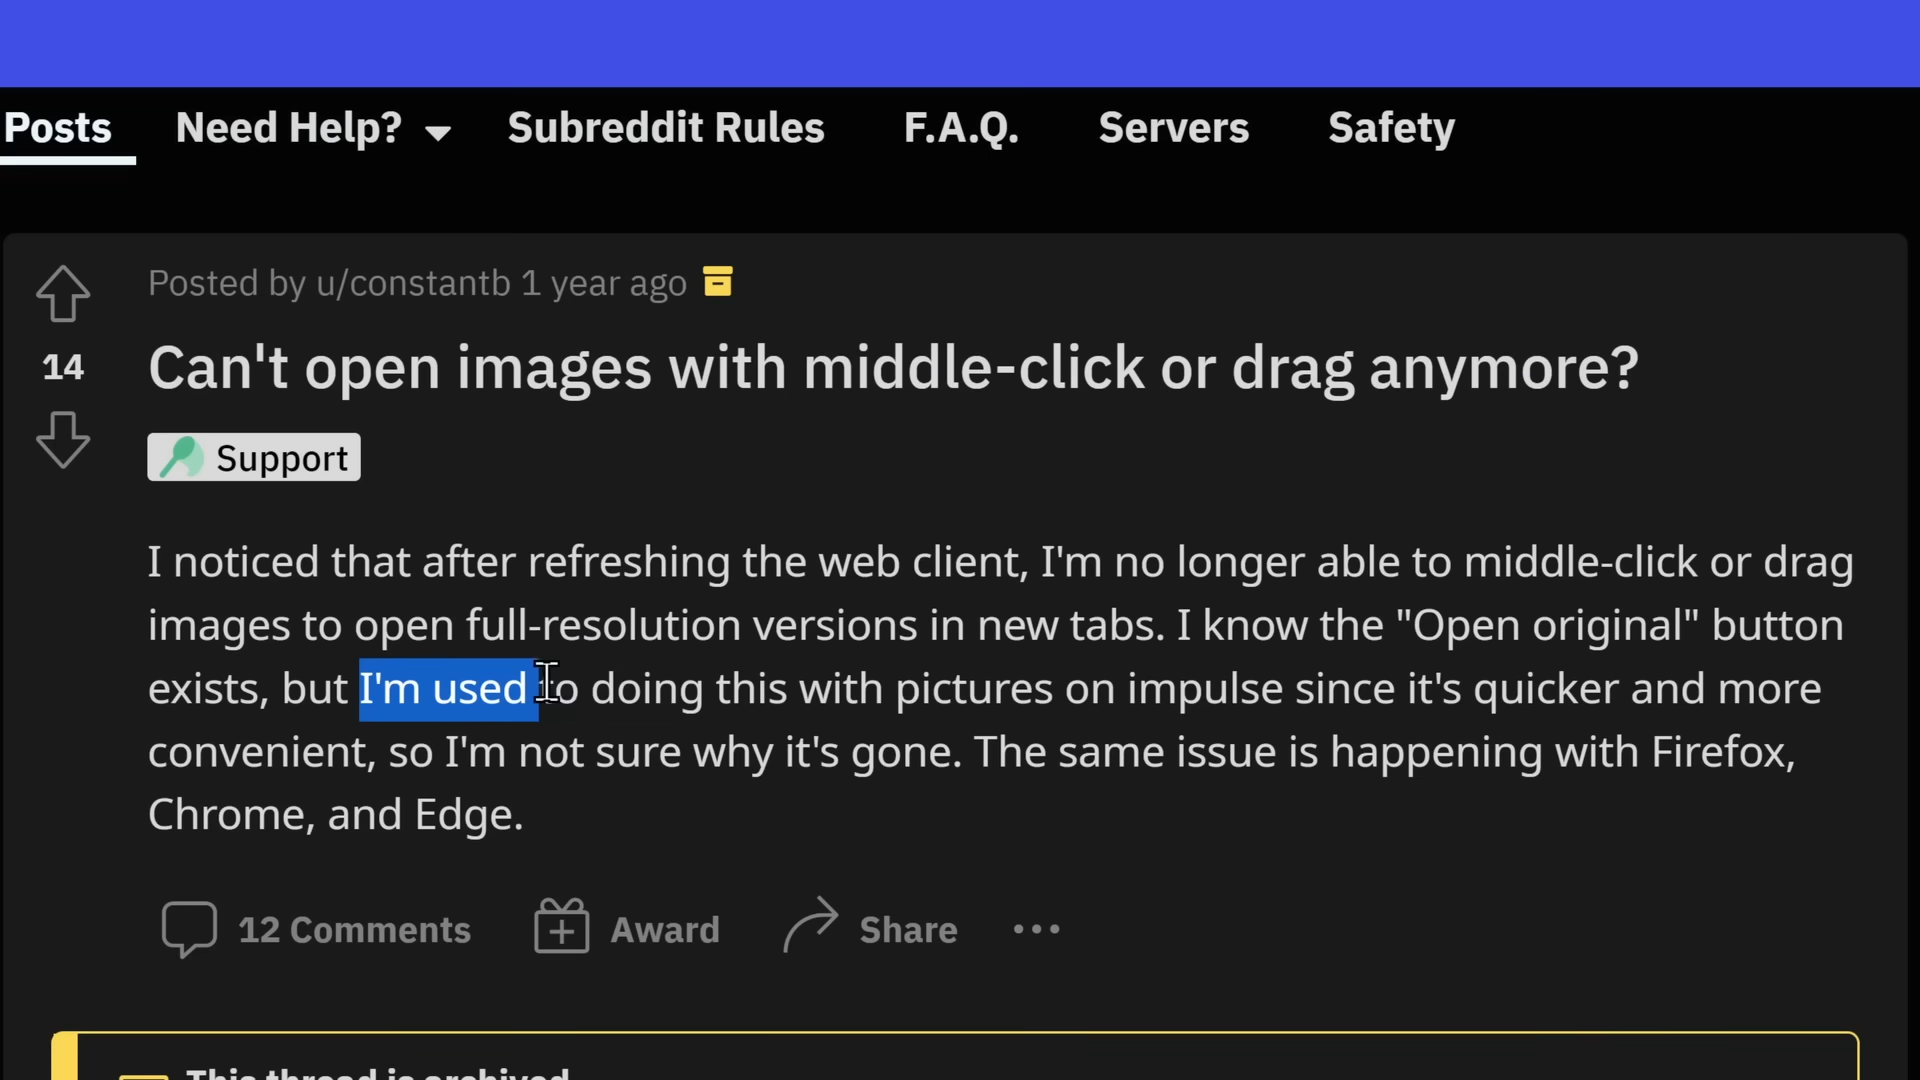 Posts Need Help? Subreddit Rules F.A.Q. Servers Safety
Posted by u/constantb 1 year ago
14
Can't open images with middle-click or drag anymore?
Support
I noticed that after refreshing the web client, I'm no longer able to middle-click or drag
images to open full-resolution versions in new tabs. I know the "Open original" button
exists, but I'm used to doing this with pictures on impulse since it's quicker and more
convenient, so I'm not sure why it's gone. The same issue is happening with Firefox,
Chrome, and Edge.
12 Comments Award Share
This thread is archived